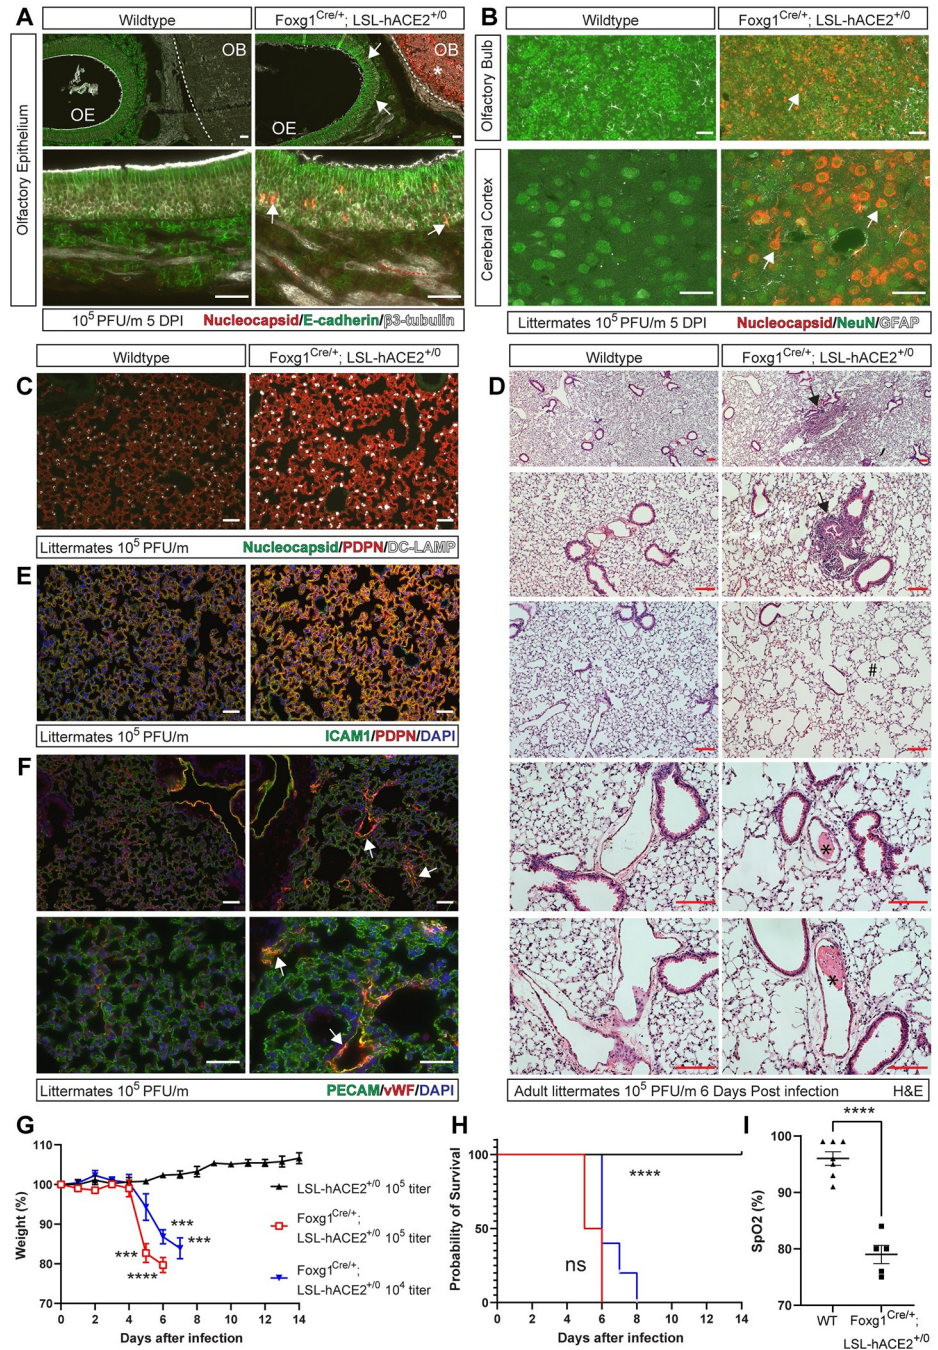 A
Wildtype
Foxg1Cre/+; LSL-hACE2+/0
OB
OE
OB
*
OE
Olfactory Epithelium
10⁵ PFU/m 5 DPI
Nucleocapsid/E-cadherin/β3-tubulin
B
Wildtype
Foxg1Cre/+; LSL-hACE2+/0
Olfactory Bulb
Cerebral Cortex
Littermates 10⁵ PFU/m 5 DPI
Nucleocapsid/NeuN/GFAP
Wildtype
Foxg1Cre/+; LSL-hACE2+/0
C
Littermates 10⁵ PFU/m
Nucleocapsid/PDPN/DC-LAMP
E
Littermates 10⁵ PFU/m
ICAM1/PDPN/DAPI
F
Littermates 10⁵ PFU/m
PECAM/vWF/DAPI
Wildtype
Foxg1Cre/+; LSL-hACE2+/0
D
#
*
*
Adult littermates 10⁵ PFU/m 6 Days Post infection
H&E
G
Weight (%)
110
100
90
80
70
0 2 4 6 8 10 12 14
Days after infection
***
****
***
***
LSL-hACE2+/0 10⁵ titer
Foxg1Cre/+;
LSL-hACE2+/0 10⁵ titer
Foxg1Cre/+;
LSL-hACE2+/0 10⁴ titer
H
Probability of Survival
100
50
0
0 2 4 6 8 10 12 14
Days after infection
****
ns
I
****
SpO2 (%)
100
90
80
70
WT
Foxg1Cre/+;
LSL-hACE2+/0